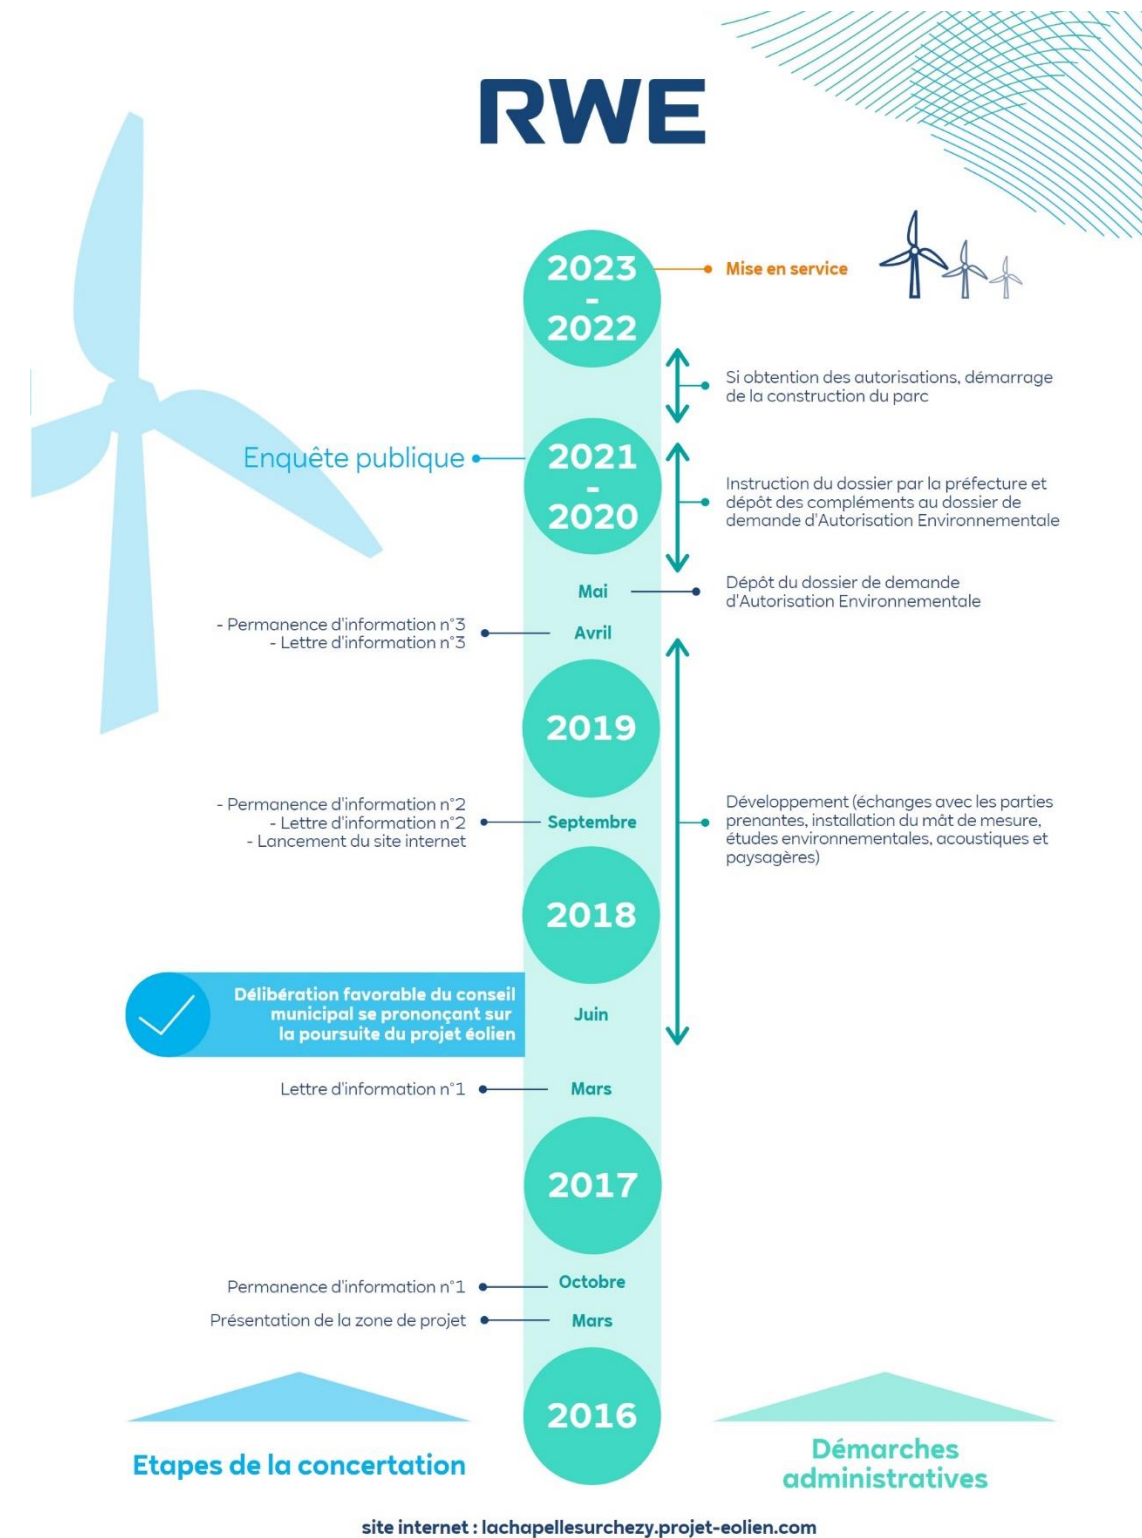 RWE
2023
-
2022
Mise en service
Si obtention des autorisations, démarrage
de la construction du parc
Enquête publique
2021
-
2020
Instruction du dossier par la préfecture et
dépôt des compléments au dossier de
demande d'Autorisation Environnementale
Mai
Dépôt du dossier de demande
d'Autorisation Environnementale
- Permanence d'information n°3
- Lettre d'information n°3
Avril
2019
- Permanence d'information n°2
- Lettre d'information n°2
- Lancement du site internet
Septembre
Développement (échanges avec les parties
prenantes, installation du mât de mesure,
études environnementales, acoustiques et
paysagères)
2018
Délibération favorable du conseil
municipal se prononçant sur
la poursuite du projet éolien
Juin
Lettre d'information n°1
Mars
2017
Permanence d'information n°1
Octobre
Présentation de la zone de projet
Mars
2016
Etapes de la concertation
Démarches
administratives
site internet : lachapellesurchezy.projet-eolien.com